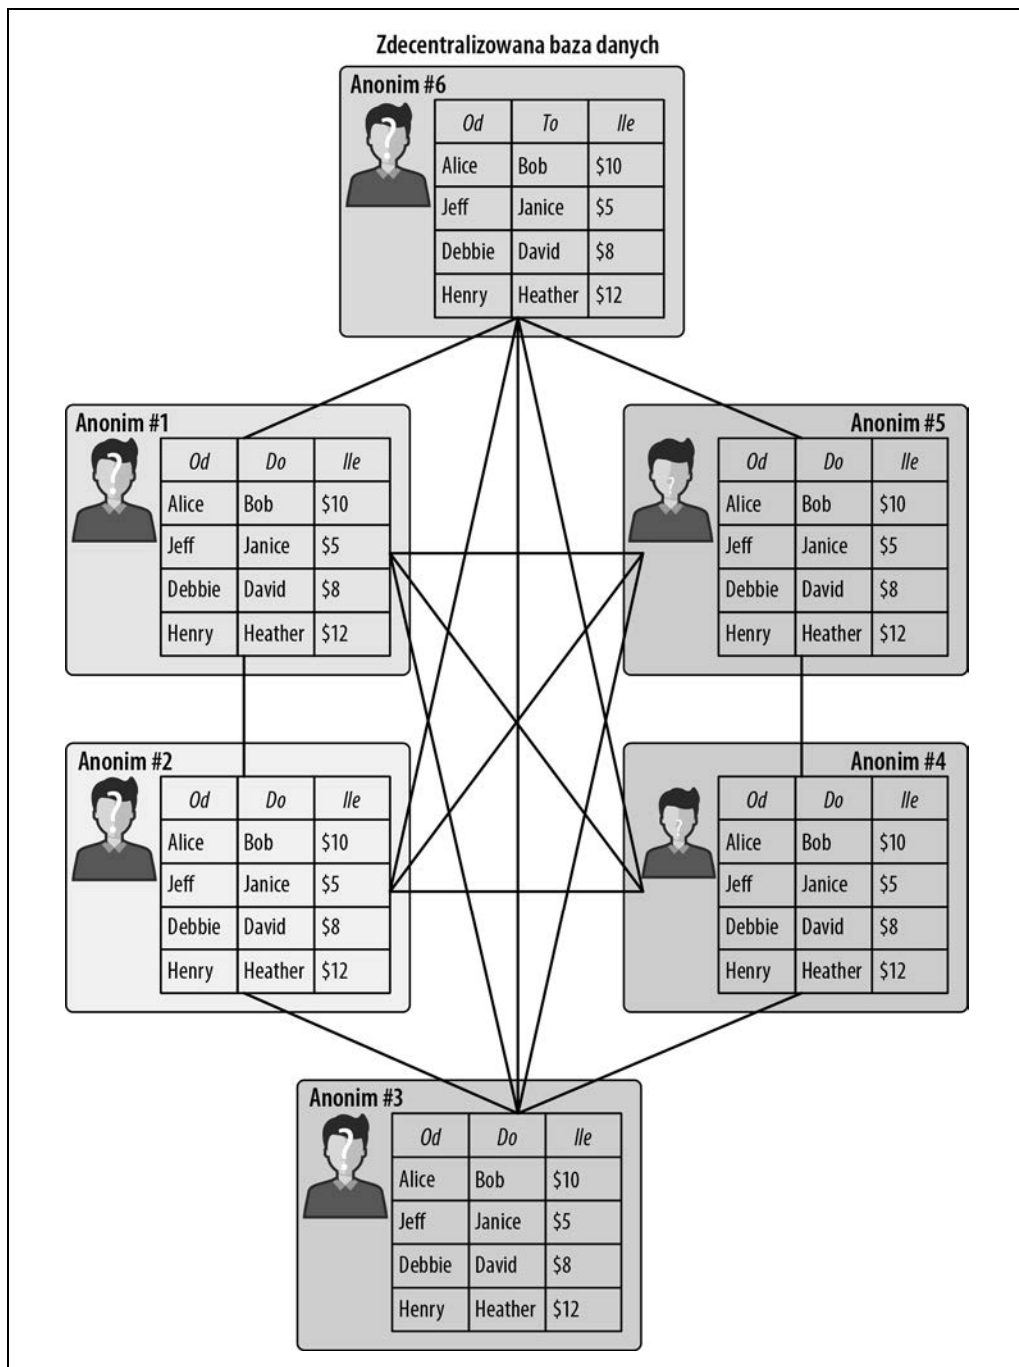 Zdecentralizowana baza danych
Anonim #6
?
Od To Ile
Alice Bob $10
Jeff Janice $5
Debbie David $8
Henry Heather $12
Anonim #1
?
Od Do Ile
Alice Bob $10
Jeff Janice $5
Debbie David $8
Henry Heather $12
Anonim #5
?
Od Do Ile
Alice Bob $10
Jeff Janice $5
Debbie David $8
Henry Heather $12
Anonim #2
?
Od Do Ile
Alice Bob $10
Jeff Janice $5
Debbie David $8
Henry Heather $12
Anonim #4
?
Od Do Ile
Alice Bob $10
Jeff Janice $5
Debbie David $8
Henry Heather $12
Anonim #3
?
Od Do Ile
Alice Bob $10
Jeff Janice $5
Debbie David $8
Henry Heather $12